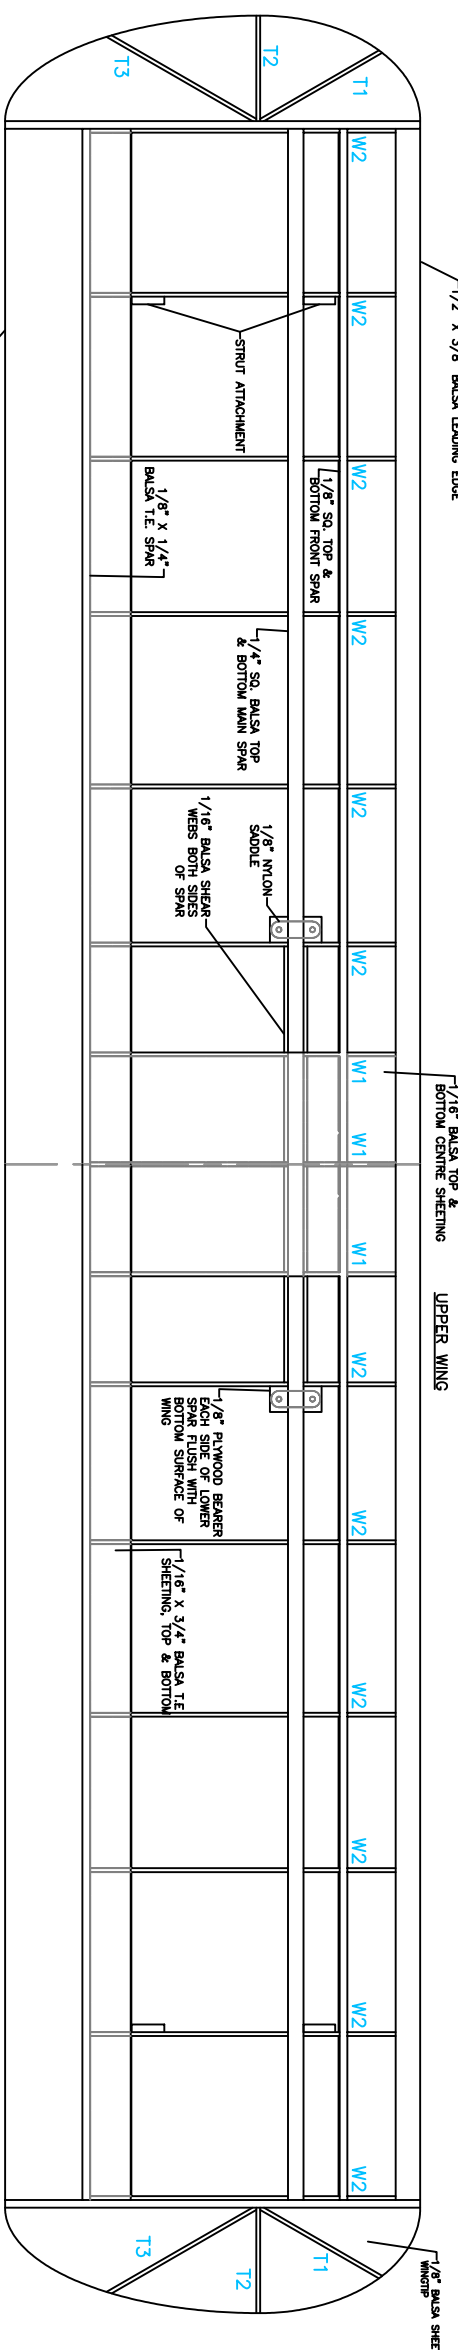 1/2" X 3/8" BALSA LEADING EDGE
T1
T2
T3
W2
W2
STRUT ATTACHMENT
W2
1/8" SQ. TOP &
BOTTOM FRONT SPAR
1/8" X 1/4"
BALSA T.E. SPAR
W2
1/4" SQ. BALSA TOP
& BOTTOM MAIN SPAR
W2
1/8" NYLON
SADDLE
1/16" BALSA SHEAR
WEBS BOTH SIDES
OF SPAR
W2
W1
1/16" BALSA TOP &
BOTTOM CENTRE SHEETING
W1
W1
UPPER WING
W2
1/8" PLYWOOD BEARER
EACH SIDE OF LOWER
SPAR FLUSH WITH
BOTTOM SURFACE OF
WING
W2
1/16" X 3/4" BALSA T.E
SHEETING, TOP & BOTTOM
W2
W2
W2
W2
T1
T2
T3
1/8" BALSA
WINGTIP